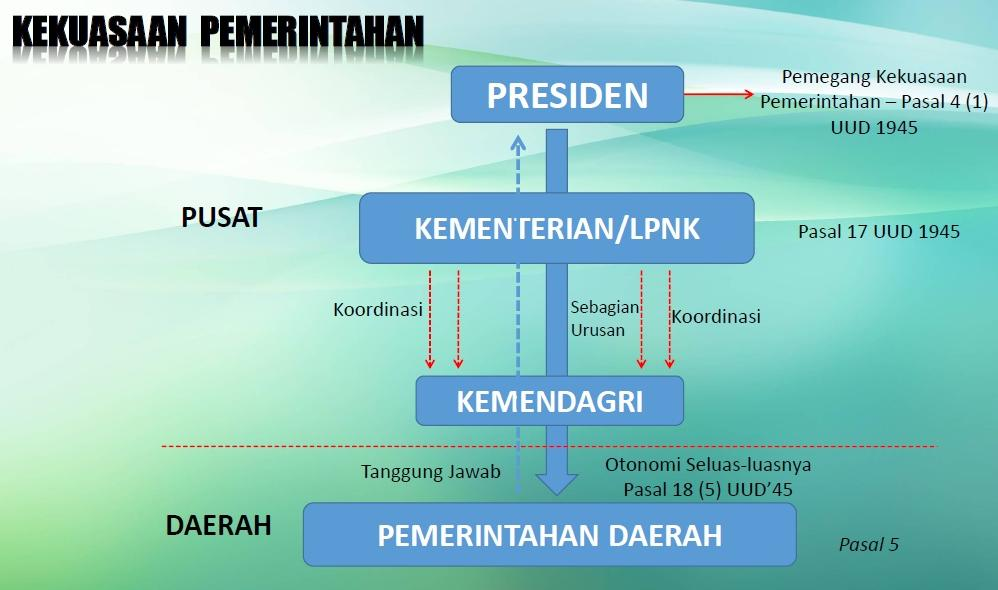 KEKUASAAN PEMERINTAHAN
PRESIDEN
Pemegang Kekuasaan
Pemerintahan – Pasal 4 (1)
UUD 1945
PUSAT
KEMENTERIAN/LPNK
Pasal 17 UUD 1945
Koordinasi
Sebagian
Urusan
Koordinasi
KEMENDAGRI
Tanggung Jawab
Otonomi Seluas-luasnya
Pasal 18 (5) UUD’45
DAERAH
PEMERINTAHAN DAERAH
Pasal 5